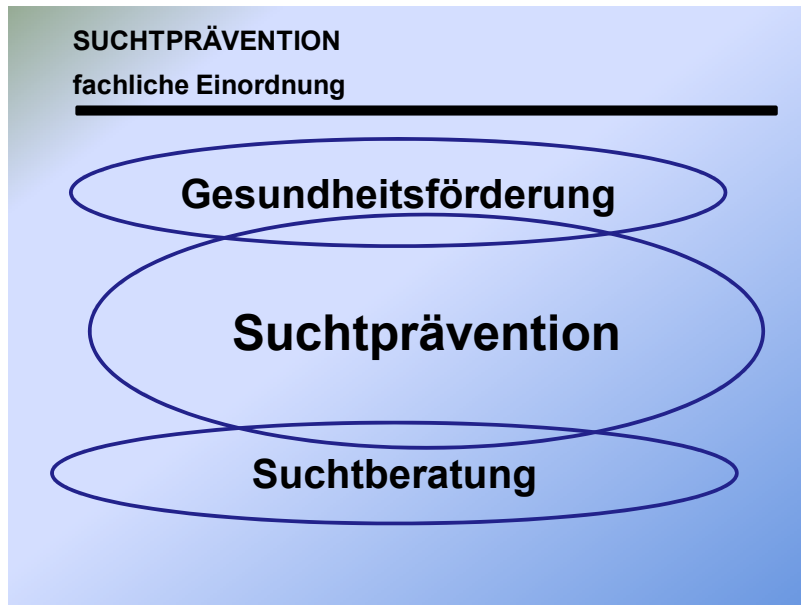 SUCHTPRÄVENTION
fachliche Einordnung
Gesundheitsförderung
Suchtprävention
Suchtberatung